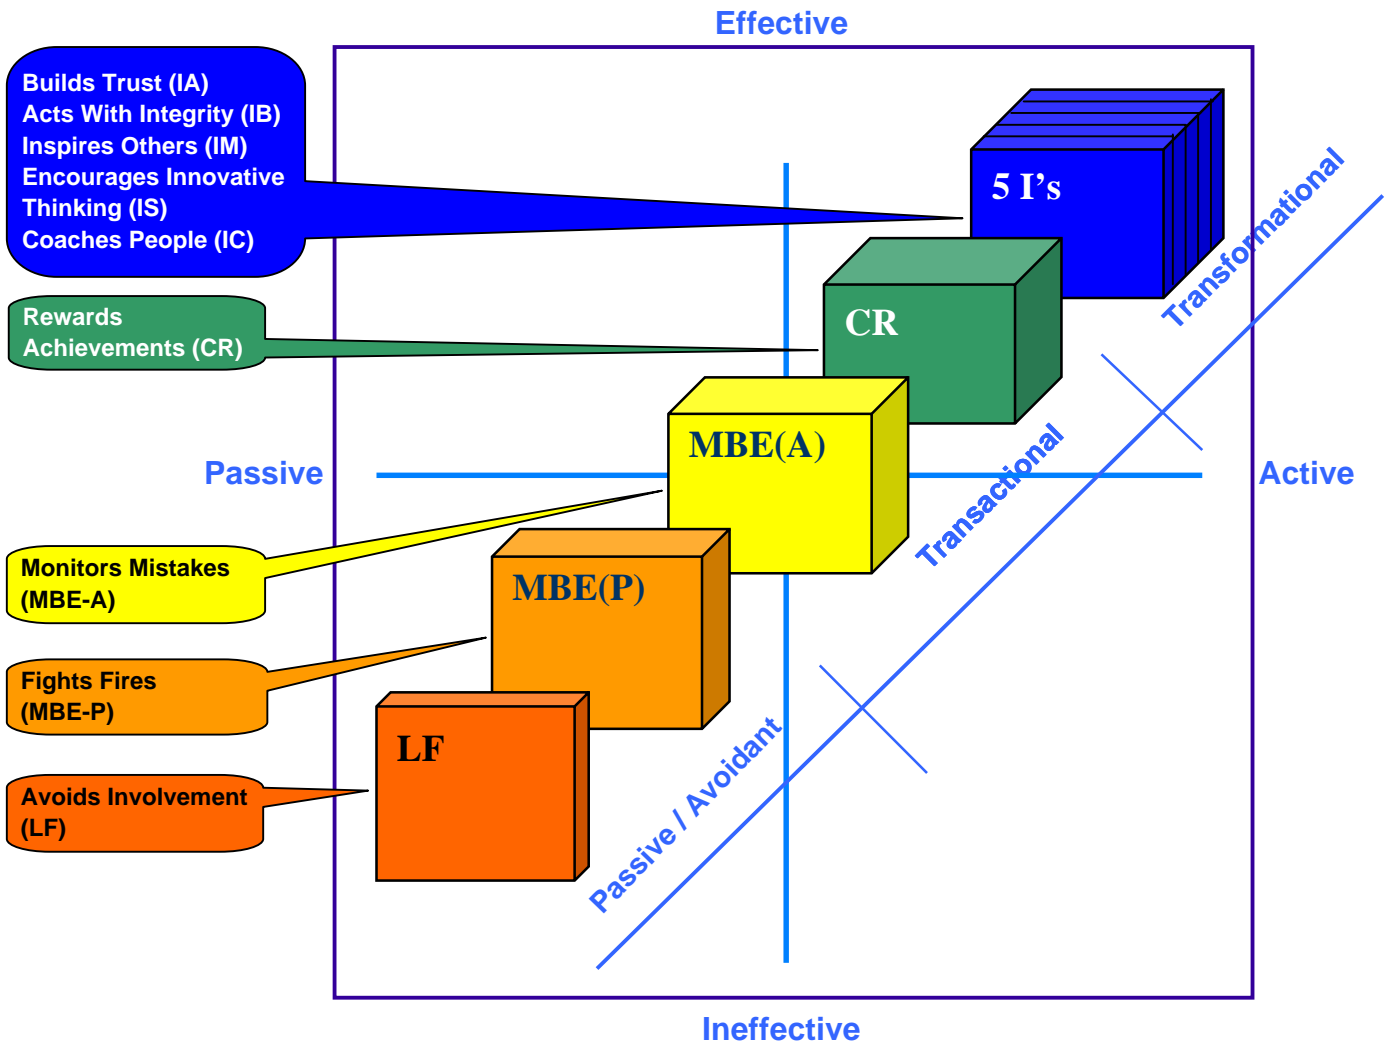 Effective
Builds Trust (IA)
Acts With Integrity (IB)
Inspires Others (IM)
Encourages Innovative
Thinking (IS)
Coaches People (IC)
5 I's
Transformational
Rewards
Achievements (CR)
CR
MBE(A)
Transactional
Passive
Active
Monitors Mistakes
(MBE-A)
MBE(P)
Fights Fires
(MBE-P)
LF
Passive / Avoidant
Avoids Involvement
(LF)
Ineffective